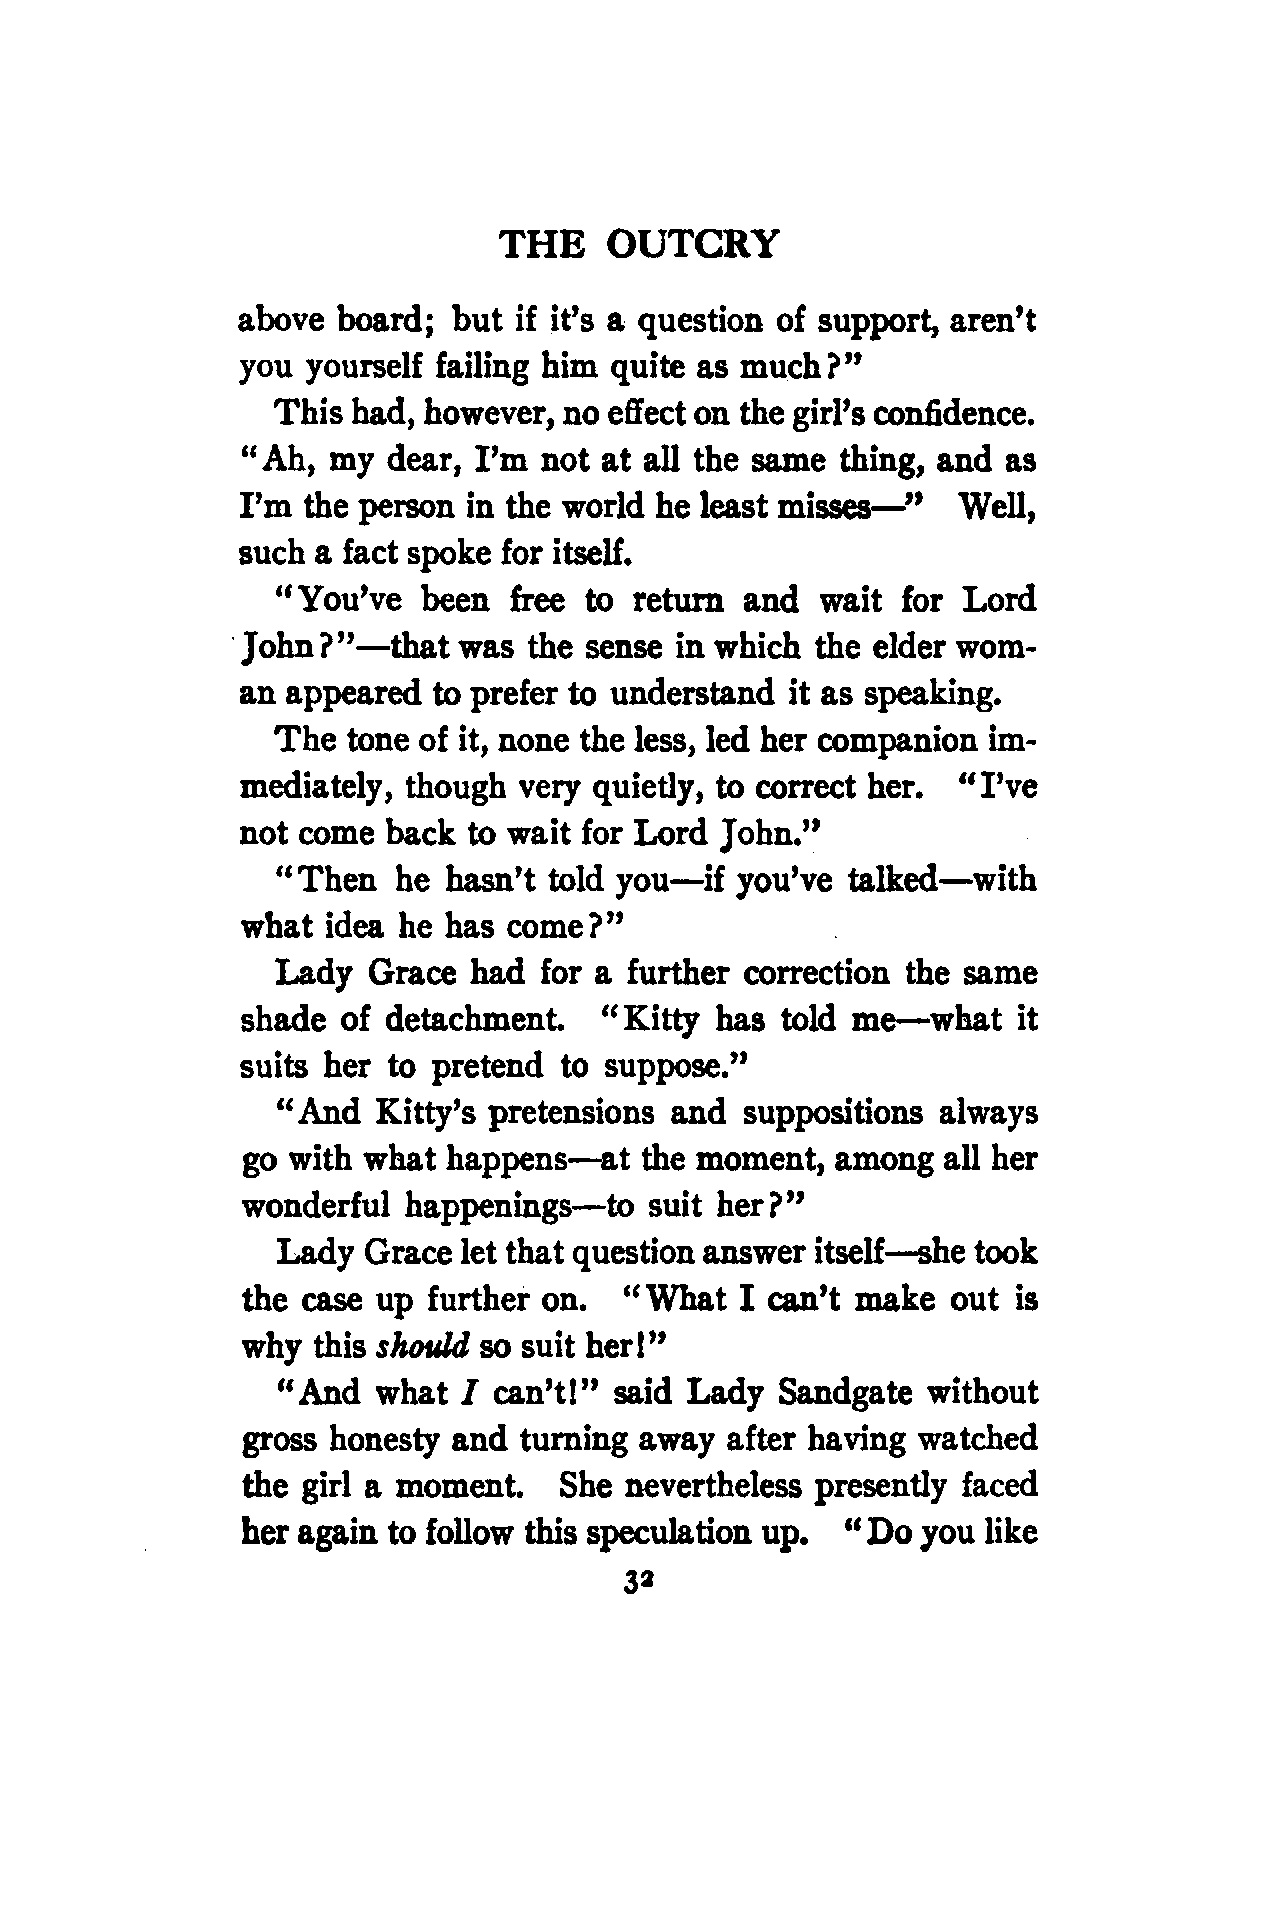 THE OUTCRY
above board; but if it's a question of support, aren't
you yourself failing him quite as much?"
This had, however, no effect on the girl's confidence.
"Ah, my dear, I'm not at all the same thing, and as
I'm the person in the world he least misses—" Well,
such a fact spoke for itself.
"You've been free to return and wait for Lord
John?"—that was the sense in which the elder wom-
an appeared to prefer to understand it as speaking.
The tone of it, none the less, led her companion im-
mediately, though very quietly, to correct her. "I've
not come back to wait for Lord John."
"Then he hasn't told you—if you've talked—with
what idea he has come?"
Lady Grace had for a further correction the same
shade of detachment. "Kitty has told me—what it
suits her to pretend to suppose."
"And Kitty's pretensions and suppositions always
go with what happens—at the moment, among all her
wonderful happenings—to suit her?"
Lady Grace let that question answer itself—she took
the case up further on. "What I can't make out is
why this should so suit her!"
"And what I can't!" said Lady Sandgate without
gross honesty and turning away after having watched
the girl a moment. She nevertheless presently faced
her again to follow this speculation up. "Do you like
32